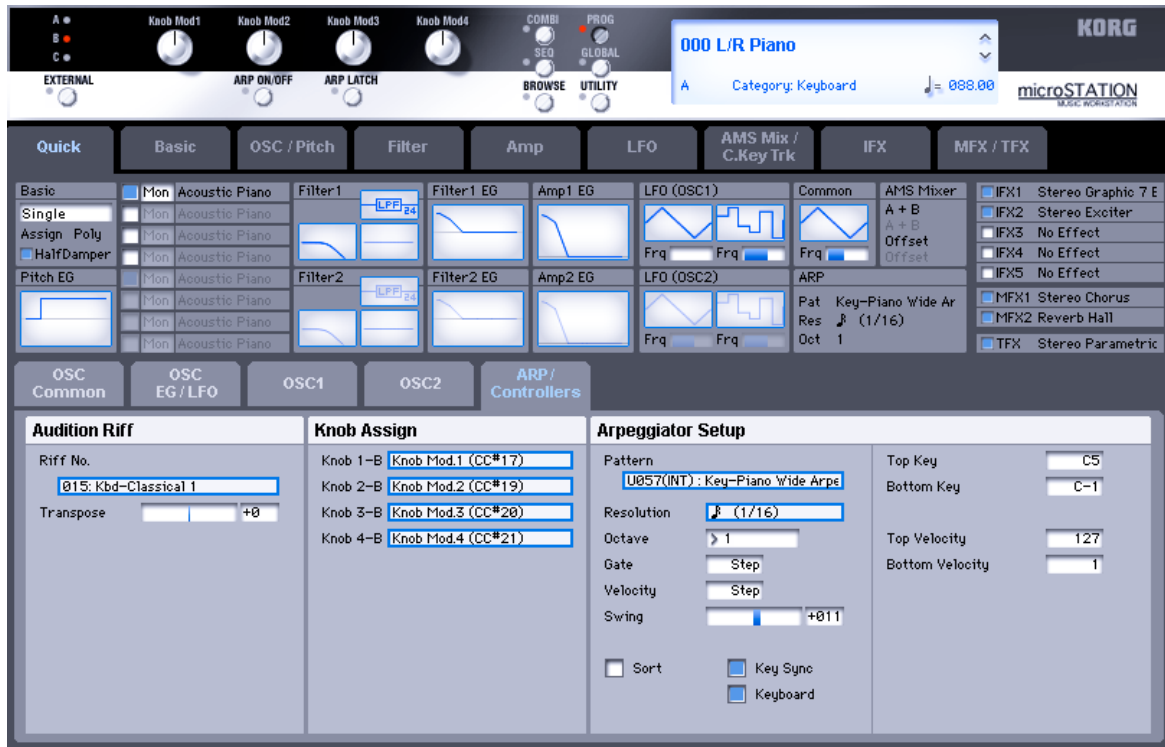 A
B
C
EXTERNAL
Knob Mod1
Knob Mod2
Knob Mod3
Knob Mod4
ARP ON/OFF
ARP LATCH
COMBI
PROG
SEQ
GLOBAL
BROWSE
UTILITY
000 L/R Piano
A Category: Keyboard ♩= 088.00
KORG
microSTATION
MUSIC WORKSTATION
Quick
Basic
OSC / Pitch
Filter
Amp
LFO
AMS Mix /
C.Key Trk
IFX
MFX / TFX
Basic
Single
Assign Poly
HalfDamper
Pitch EG
Mon Acoustic Piano
Mon Acoustic Piano
Mon Acoustic Piano
Mon Acoustic Piano
Mon Acoustic Piano
Mon Acoustic Piano
Mon Acoustic Piano
Mon Acoustic Piano
Filter1
LPF 24
Filter2
LPF 24
Filter1 EG
Filter2 EG
Amp1 EG
Amp2 EG
LFO (OSC1)
Frq
Frq
LFO (OSC2)
Frq
Frq
Common
Frq
AMS Mixer
A + B
A + B
Offset
Offset
ARP
Pat Key-Piano Wide Ar
Res (1/16)
Oct 1
IFX1 Stereo Graphic 7 E
IFX2 Stereo Exciter
IFX3 No Effect
IFX4 No Effect
IFX5 No Effect
MFX1 Stereo Chorus
MFX2 Reverb Hall
TFX Stereo Parametric
OSC
Common
OSC
EG / LFO
OSC1
OSC2
ARP /
Controllers
Audition Riff
Riff No.
015: Kbd-Classical 1
Transpose +0
Knob Assign
Knob 1-B Knob Mod.1 (CC#17)
Knob 2-B Knob Mod.2 (CC#19)
Knob 3-B Knob Mod.3 (CC#20)
Knob 4-B Knob Mod.4 (CC#21)
Arpeggiator Setup
Pattern
U057(INT) : Key-Piano Wide Arpe
Resolution (1/16)
Octave 1
Gate Step
Velocity Step
Swing +011
Sort
Key Sync
Keyboard
Top Key C5
Bottom Key C-1
Top Velocity 127
Bottom Velocity 1